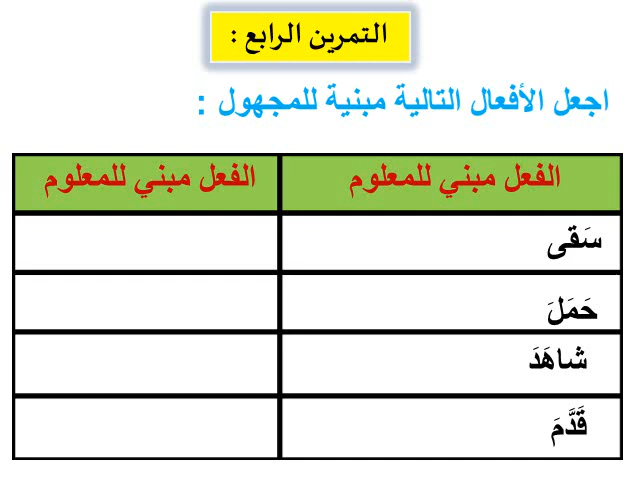 التمرين الرابع :
اجعل الأفعال التالية مبنية للمجهول :
الفعل مبني للمعلوم الفعل مبني للمعلوم
سَقى
حَمَلَ
شاهَدَ
قَدَّمَ